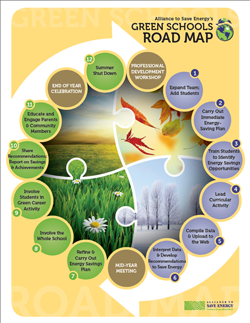 Alliance to Save Energy's
GREEN SCHOOLS
ROAD MAP
PROFESSIONAL
DEVELOPMENT
WORKSHOP
1
Expand Team:
Add Students
2
Carry Out
Immediate
Energy-
Saving Plan
3
Train Students
to Identify
Energy Savings
Opportunities
4
Lead
Curricular
Activity
5
Compile Data &
Upload to
the Web
6
Interpret Data
& Develop
Recommendations
to Save Energy
MID-YEAR
MEETING
7
Refine &
Carry Out
Energy Savings
Plan
8
Involve the
Whole School
9
Involve Students
in Green Career
Activity
10
Share
Recommendations;
Report on Savings
& Achievements
11
Educate and
Engage Parents
& Community
Members
12
Summer
Shut Down
END OF YEAR
CELEBRATION
ALLIANCE TO
SAVE ENERGY